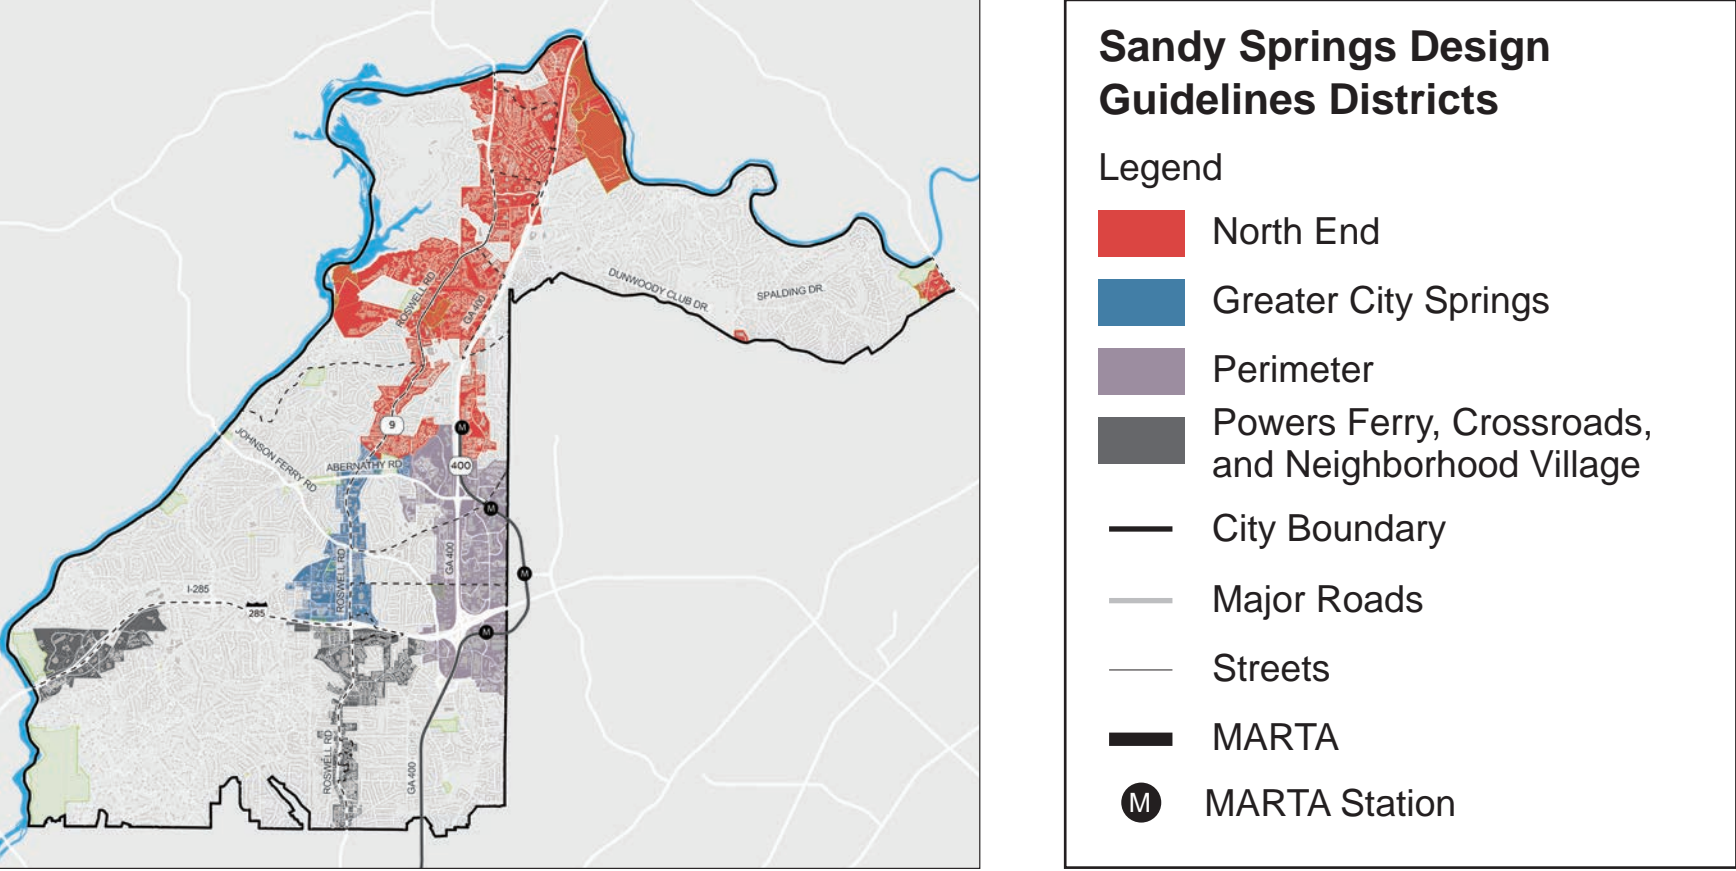 ROSWELL RD
GA 400
DUNWOODY CLUB DR.
SPALDING DR.
9
M
JOHNSON FERRY RD
ABERNATHY RD
400
M
ROSWELL RD
GA 400
M
I-285
285
M
ROSWELL RD
GA 400
Sandy Springs Design
Guidelines Districts
Legend
North End
Greater City Springs
Perimeter
Powers Ferry, Crossroads,
and Neighborhood Village
City Boundary
Major Roads
Streets
MARTA
M MARTA Station